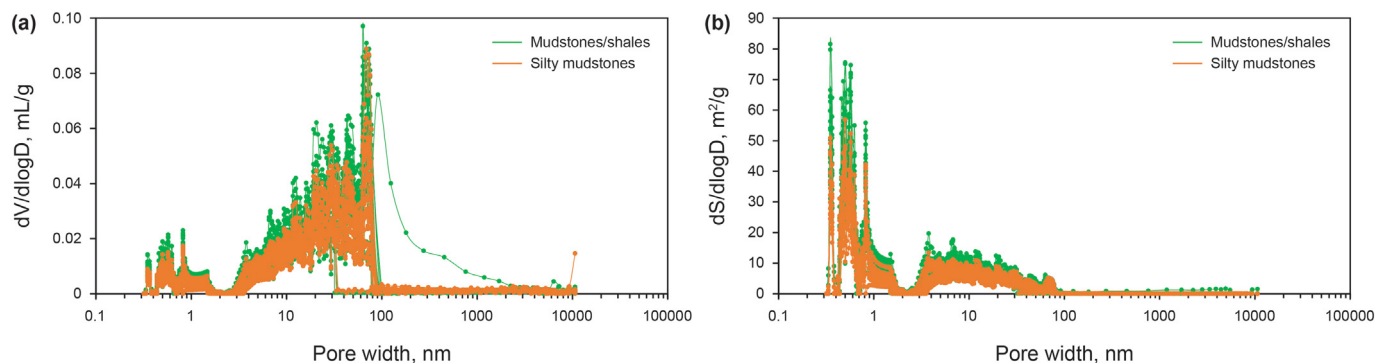 (a)
0.10
0.08
0.06
0.04
0.02
0
dV/dlogD, mL/g
Mudstones/shales
Silty mudstones
0.1 1 10 100 1000 10000 100000
Pore width, nm
(b)
90
80
70
60
50
40
30
20
10
0
dS/dlogD, m²/g
Mudstones/shales
Silty mudstones
0.1 1 10 100 1000 10000 100000
Pore width, nm